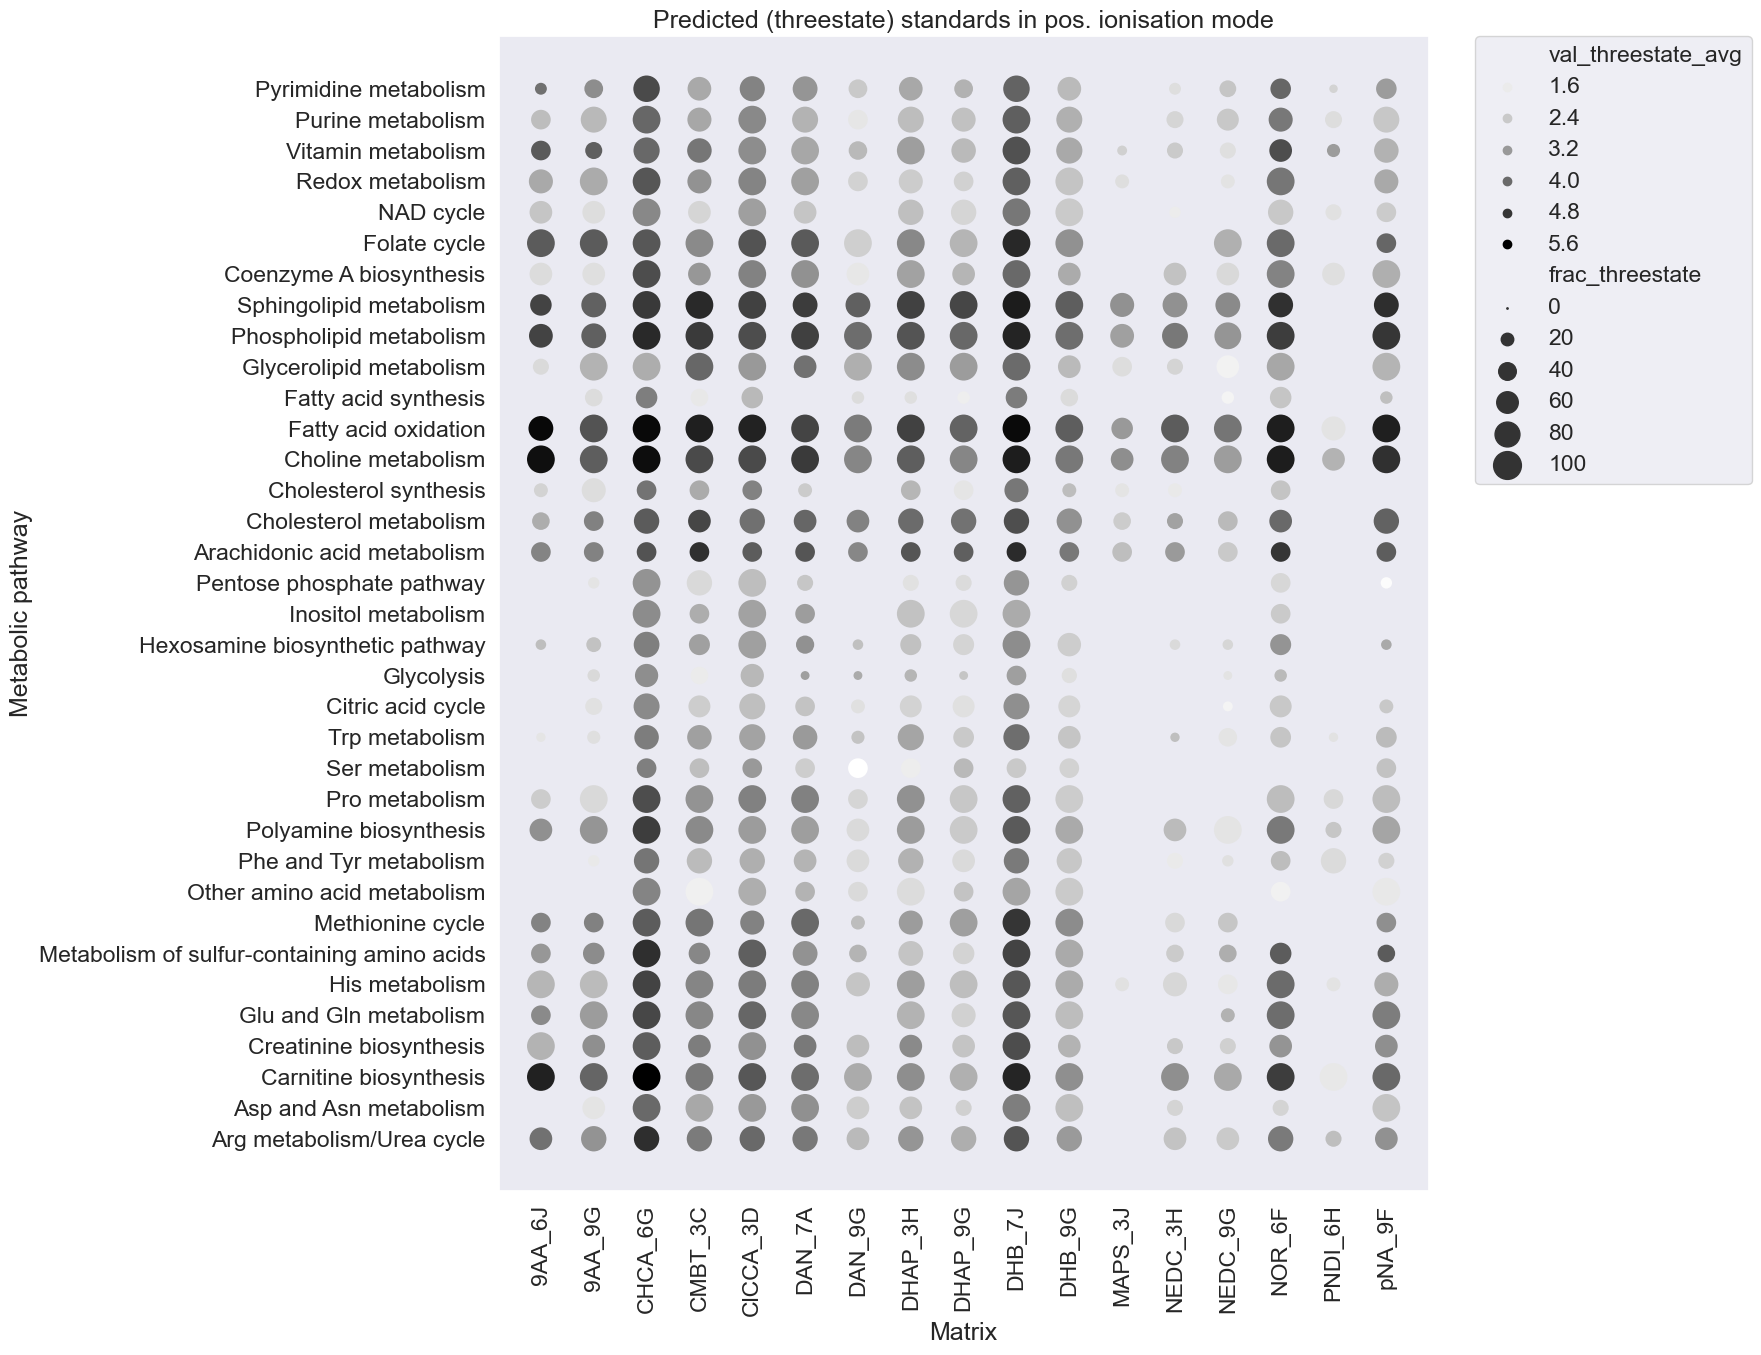 Predicted (threestate) standards in pos. ionisation mode
Metabolic pathway
Pyrimidine metabolism
Purine metabolism
Vitamin metabolism
Redox metabolism
NAD cycle
Folate cycle
Coenzyme A biosynthesis
Sphingolipid metabolism
Phospholipid metabolism
Glycerolipid metabolism
Fatty acid synthesis
Fatty acid oxidation
Choline metabolism
Cholesterol synthesis
Cholesterol metabolism
Arachidonic acid metabolism
Pentose phosphate pathway
Inositol metabolism
Hexosamine biosynthetic pathway
Glycolysis
Citric acid cycle
Trp metabolism
Ser metabolism
Pro metabolism
Polyamine biosynthesis
Phe and Tyr metabolism
Other amino acid metabolism
Methionine cycle
Metabolism of sulfur-containing amino acids
His metabolism
Glu and Gln metabolism
Creatinine biosynthesis
Carnitine biosynthesis
Asp and Asn metabolism
Arg metabolism/Urea cycle
9AA_6J
9AA_9G
CHCA_6G
CMBT_3C
ClCCA_3D
DAN_7A
DAN_9G
DHAP_3H
DHAP_9G
DHB_7J
DHB_9G
MAPS_3J
NEDC_3H
NEDC_9G
NOR_6F
PNDI_6H
pNA_9F
Matrix
val_threestate_avg
1.6
2.4
3.2
4.0
4.8
5.6
frac_threestate
0
20
40
60
80
100